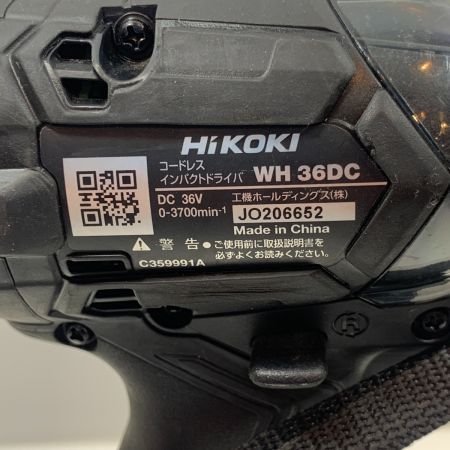 HiKOKI
コードレス
インパクトドライバ WH 36DC
DC 36V 工機ホールディングス(株)
0-3700min⁻¹ JO206652
Made in China
⚠ 警告 ●ご使用前に取扱説明書を
必ずよくお読みください。
C359991A